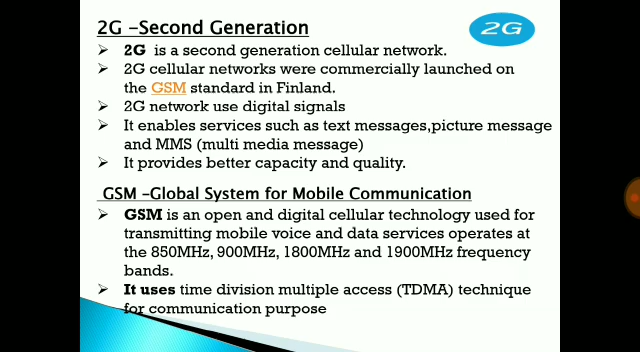 2G –Second Generation
2G
2G is a second generation cellular network.
2G cellular networks were commercially launched on
the GSM standard in Finland.
2G network use digital signals
It enables services such as text messages,picture message
and MMS (multi media message)
It provides better capacity and quality.
GSM –Global System for Mobile Communication
GSM is an open and digital cellular technology used for
transmitting mobile voice and data services operates at
the 850MHz, 900MHz, 1800MHz and 1900MHz frequency
bands.
It uses time division multiple access (TDMA) technique
for communication purpose